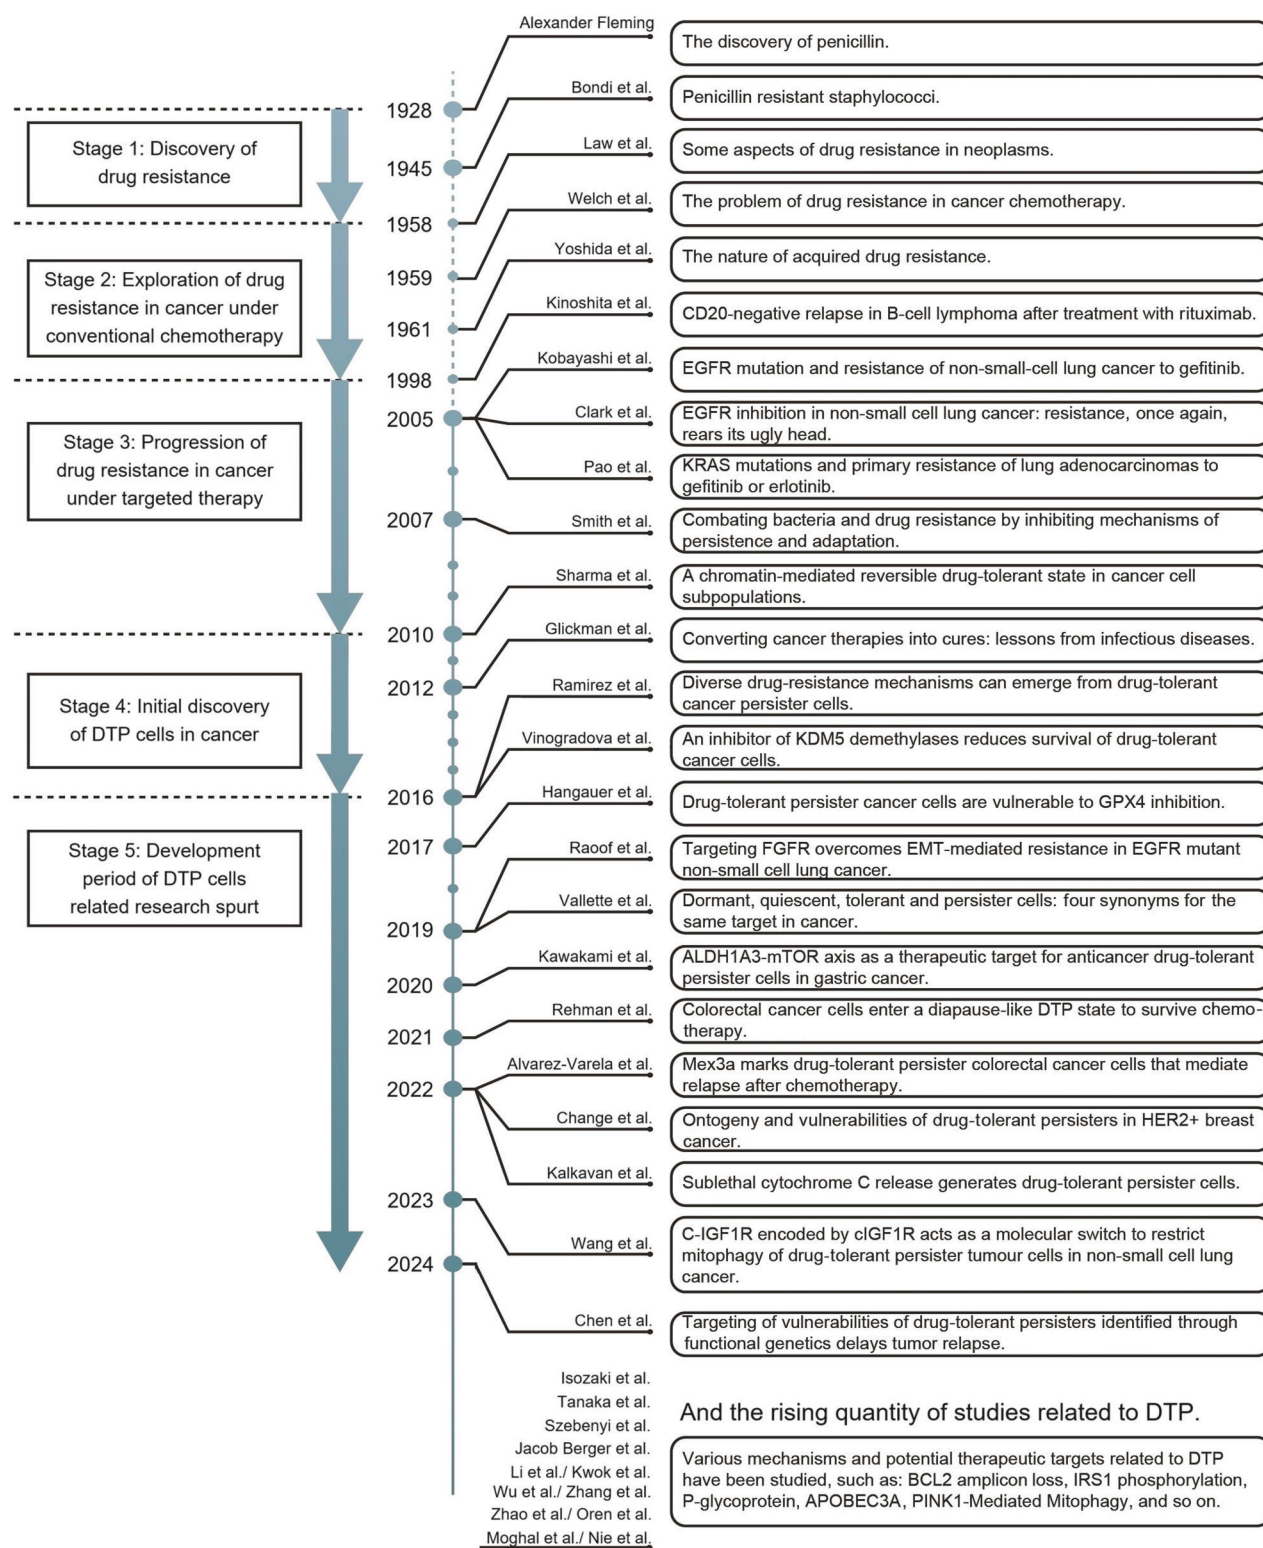 Alexander Fleming
The discovery of penicillin.
Bondi et al.
Penicillin resistant staphylococci.
1928
Stage 1: Discovery of
drug resistance
Law et al.
Some aspects of drug resistance in neoplasms.
1945
Welch et al.
The problem of drug resistance in cancer chemotherapy.
1958
Yoshida et al.
The nature of acquired drug resistance.
Stage 2: Exploration of drug
resistance in cancer under
conventional chemotherapy
1959
Kinoshita et al.
CD20-negative relapse in B-cell lymphoma after treatment with rituximab.
1961
Kobayashi et al.
EGFR mutation and resistance of non-small-cell lung cancer to gefitinib.
1998
Clark et al.
EGFR inhibition in non-small cell lung cancer: resistance, once again,
rears its ugly head.
2005
Stage 3: Progression of
drug resistance in cancer
under targeted therapy
Pao et al.
KRAS mutations and primary resistance of lung adenocarcinomas to
gefitinib or erlotinib.
2007
Smith et al.
Combating bacteria and drug resistance by inhibiting mechanisms of
persistence and adaptation.
Sharma et al.
A chromatin-mediated reversible drug-tolerant state in cancer cell
subpopulations.
2010
Glickman et al.
Converting cancer therapies into cures: lessons from infectious diseases.
2012
Ramirez et al.
Diverse drug-resistance mechanisms can emerge from drug-tolerant
cancer persister cells.
Stage 4: Initial discovery
of DTP cells in cancer
Vinogradova et al.
An inhibitor of KDM5 demethylases reduces survival of drug-tolerant
cancer cells.
2016
Hangauer et al.
Drug-tolerant persister cancer cells are vulnerable to GPX4 inhibition.
2017
Stage 5: Development
period of DTP cells
related research spurt
Raoof et al.
Targeting FGFR overcomes EMT-mediated resistance in EGFR mutant
non-small cell lung cancer.
Vallette et al.
Dormant, quiescent, tolerant and persister cells: four synonyms for the
same target in cancer.
2019
Kawakami et al.
ALDH1A3-mTOR axis as a therapeutic target for anticancer drug-tolerant
persister cells in gastric cancer.
2020
Rehman et al.
Colorectal cancer cells enter a diapause-like DTP state to survive chemo-
therapy.
2021
Alvarez-Varela et al.
Mex3a marks drug-tolerant persister colorectal cancer cells that mediate
relapse after chemotherapy.
2022
Change et al.
Ontogeny and vulnerabilities of drug-tolerant persisters in HER2+ breast
cancer.
Kalkavan et al.
Sublethal cytochrome C release generates drug-tolerant persister cells.
2023
Wang et al.
C-IGF1R encoded by cIGF1R acts as a molecular switch to restrict
mitophagy of drug-tolerant persister tumour cells in non-small cell lung
cancer.
2024
Chen et al.
Targeting of vulnerabilities of drug-tolerant persisters identified through
functional genetics delays tumor relapse.
Isozaki et al.
Tanaka et al.
Szebenyi et al.
Jacob Berger et al.
Li et al./ Kwok et al.
Wu et al./ Zhang et al.
Zhao et al./ Oren et al.
Moghal et al./ Nie et al.
And the rising quantity of studies related to DTP.
Various mechanisms and potential therapeutic targets related to DTP
have been studied, such as: BCL2 amplicon loss, IRS1 phosphorylation,
P-glycoprotein, APOBEC3A, PINK1-Mediated Mitophagy, and so on.